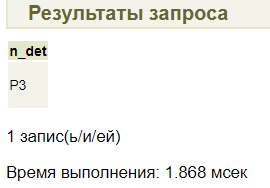 Результаты запроса
n_det
P3
1 запис(ь/и/ей)
Время выполнения: 1.868 мсек